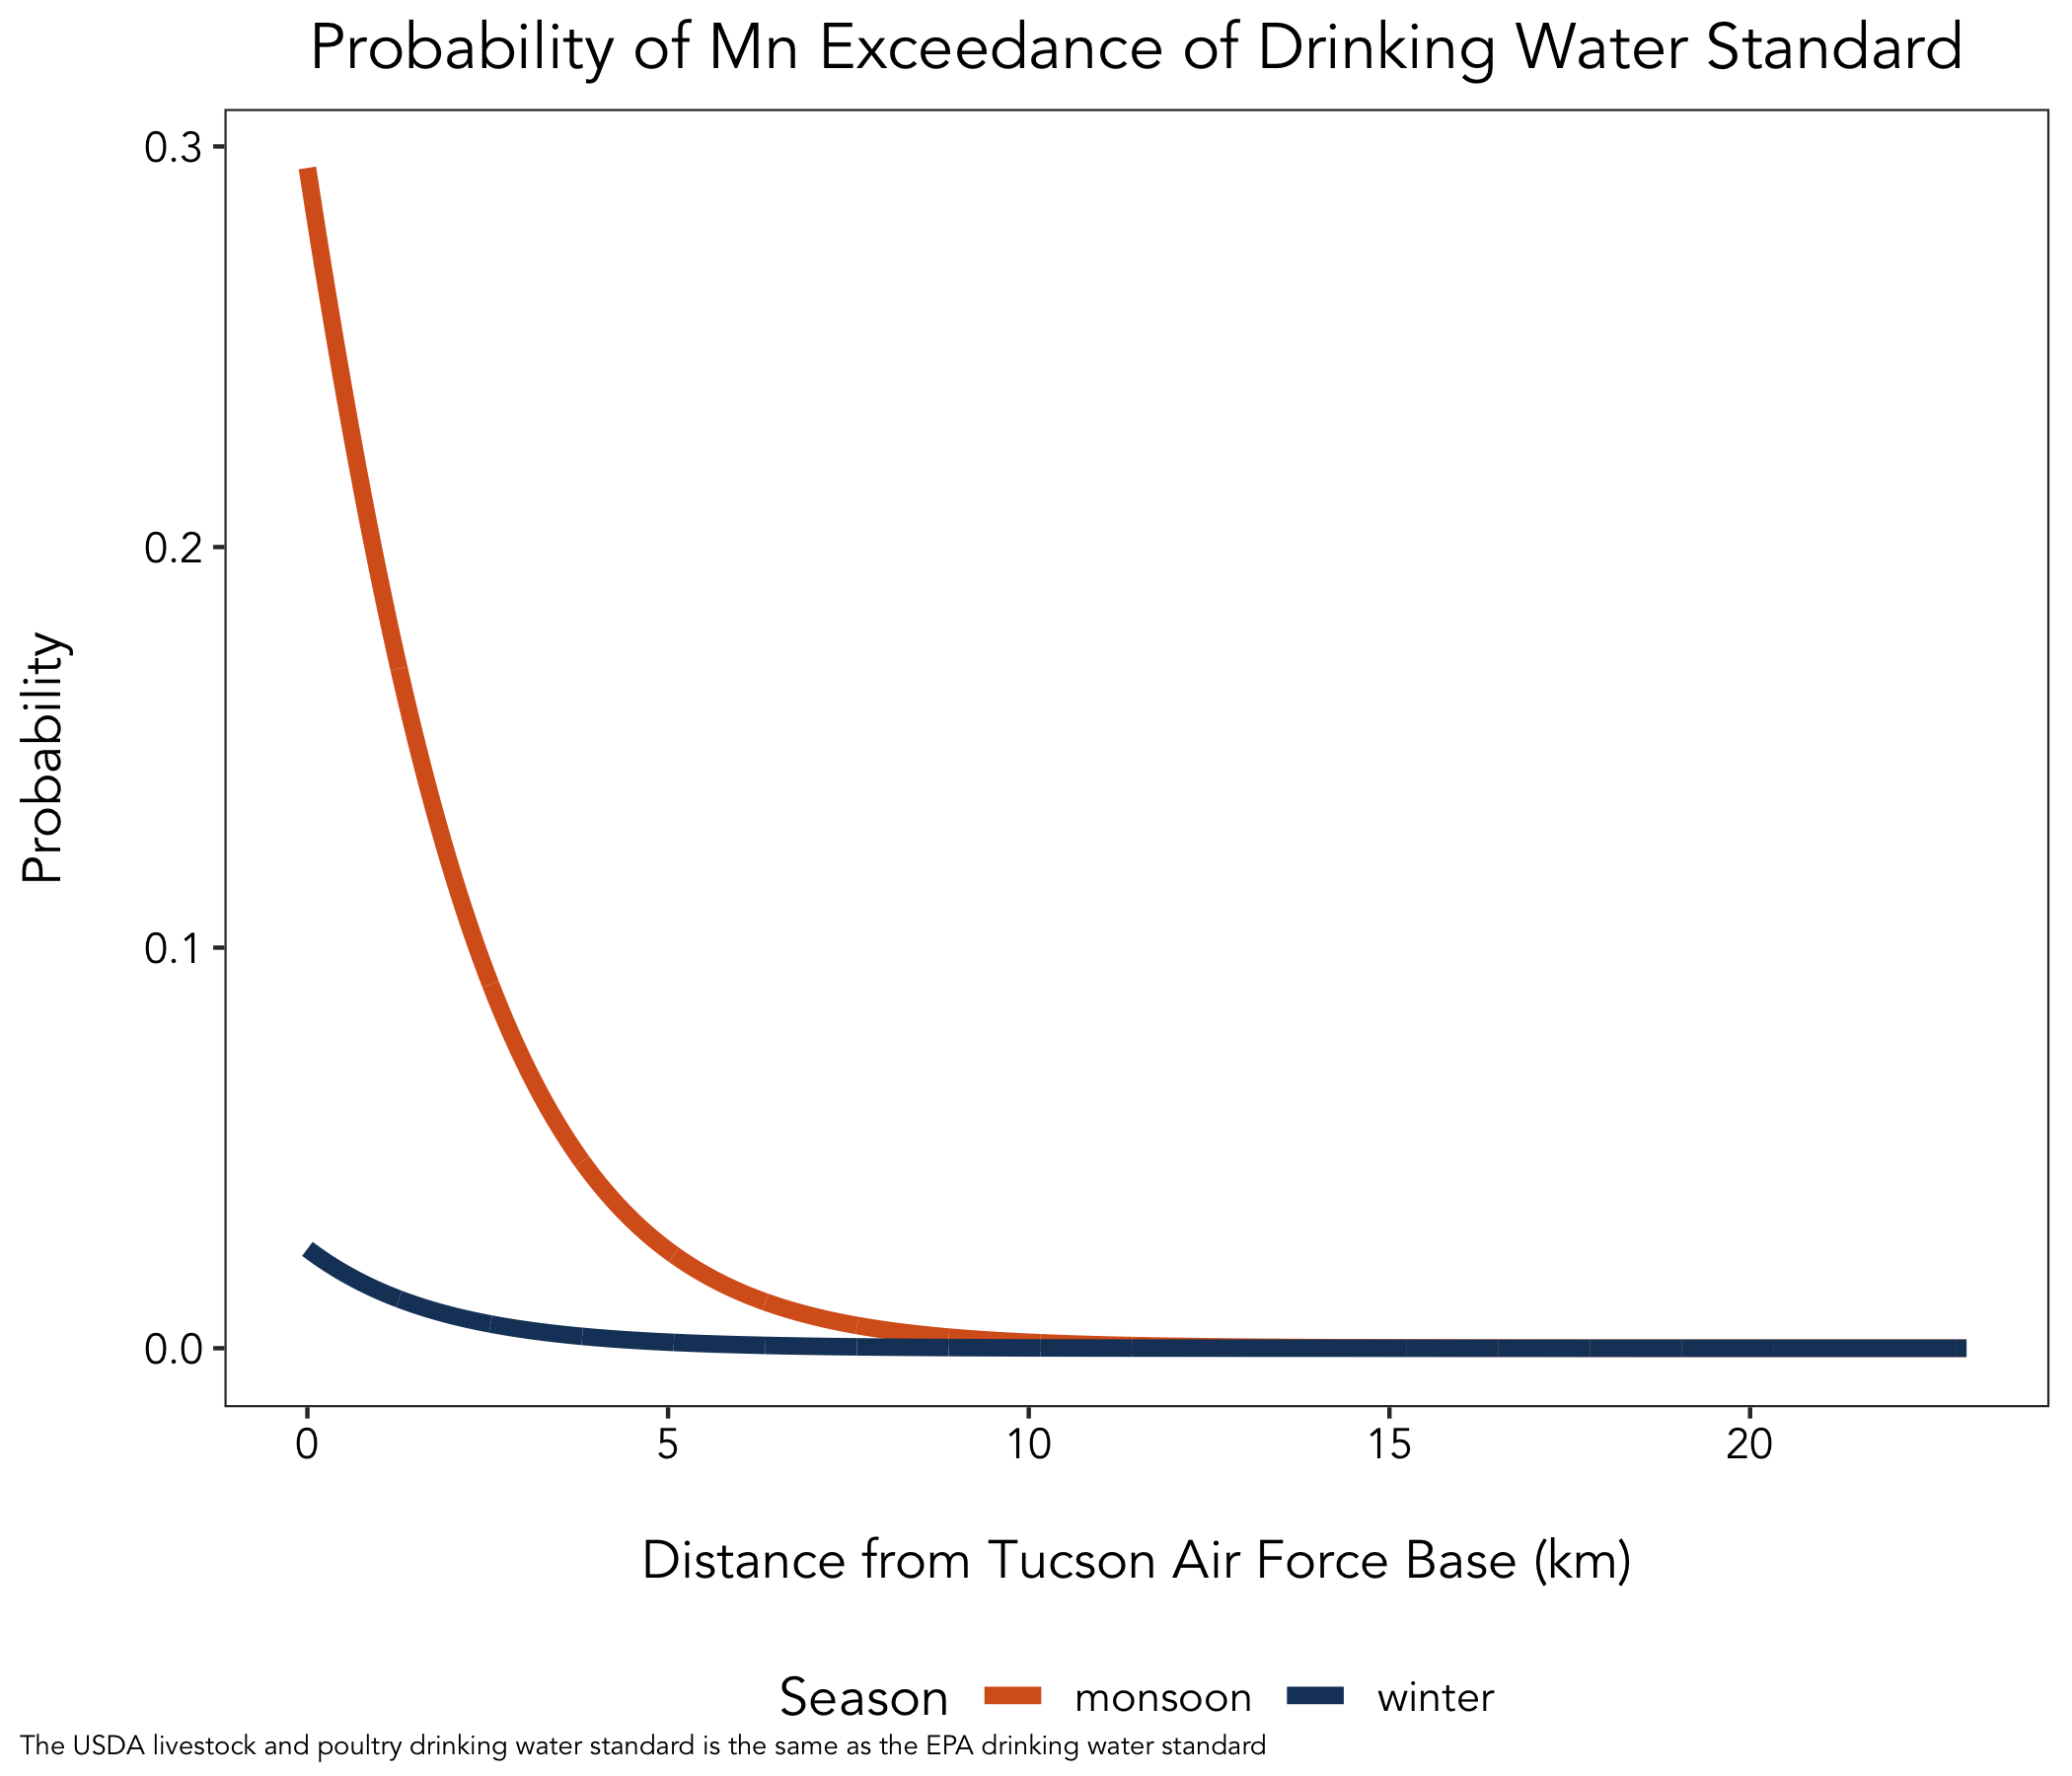 Probability of Mn Exceedance of Drinking Water Standard
0.3
0.2
0.1
0.0
Probability
0 5 10 15 20
Distance from Tucson Air Force Base (km)
Season monsoon winter
The USDA livestock and poultry drinking water standard is the same as the EPA drinking water standard